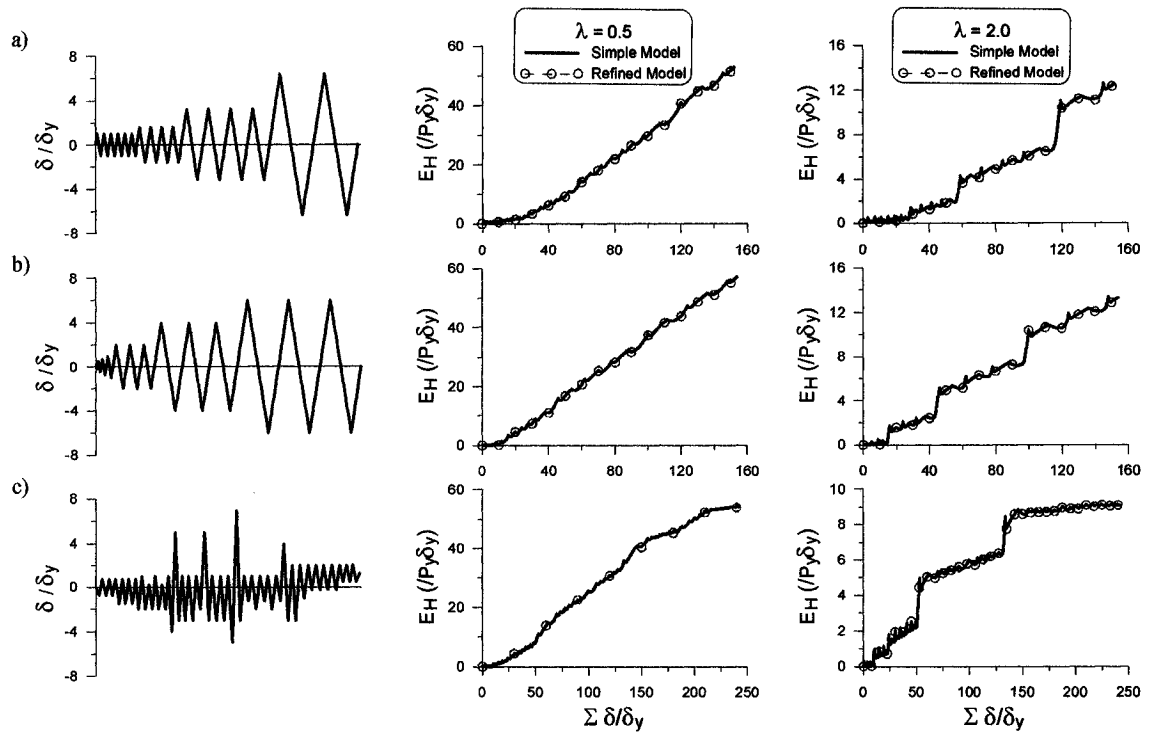 a)
δ / δy
8
4
0
-4
-8
λ = 0.5
Simple Model
Refined Model
EH (/Pyδy)
60
40
20
0
0 40 80 120 160
λ = 2.0
Simple Model
Refined Model
EH (/Pyδy)
16
12
8
4
0
0 40 80 120 160
b)
δ / δy
8
4
0
-4
-8
EH (/Pyδy)
60
40
20
0
0 40 80 120 160
EH (/Pyδy)
16
12
8
4
0
0 40 80 120 160
c)
δ / δy
8
4
0
-4
-8
EH (/Pyδy)
60
40
20
0
0 50 100 150 200 250
Σ δ/δy
EH (/Pyδy)
10
8
6
4
2
0
0 50 100 150 200 250
Σ δ/δy